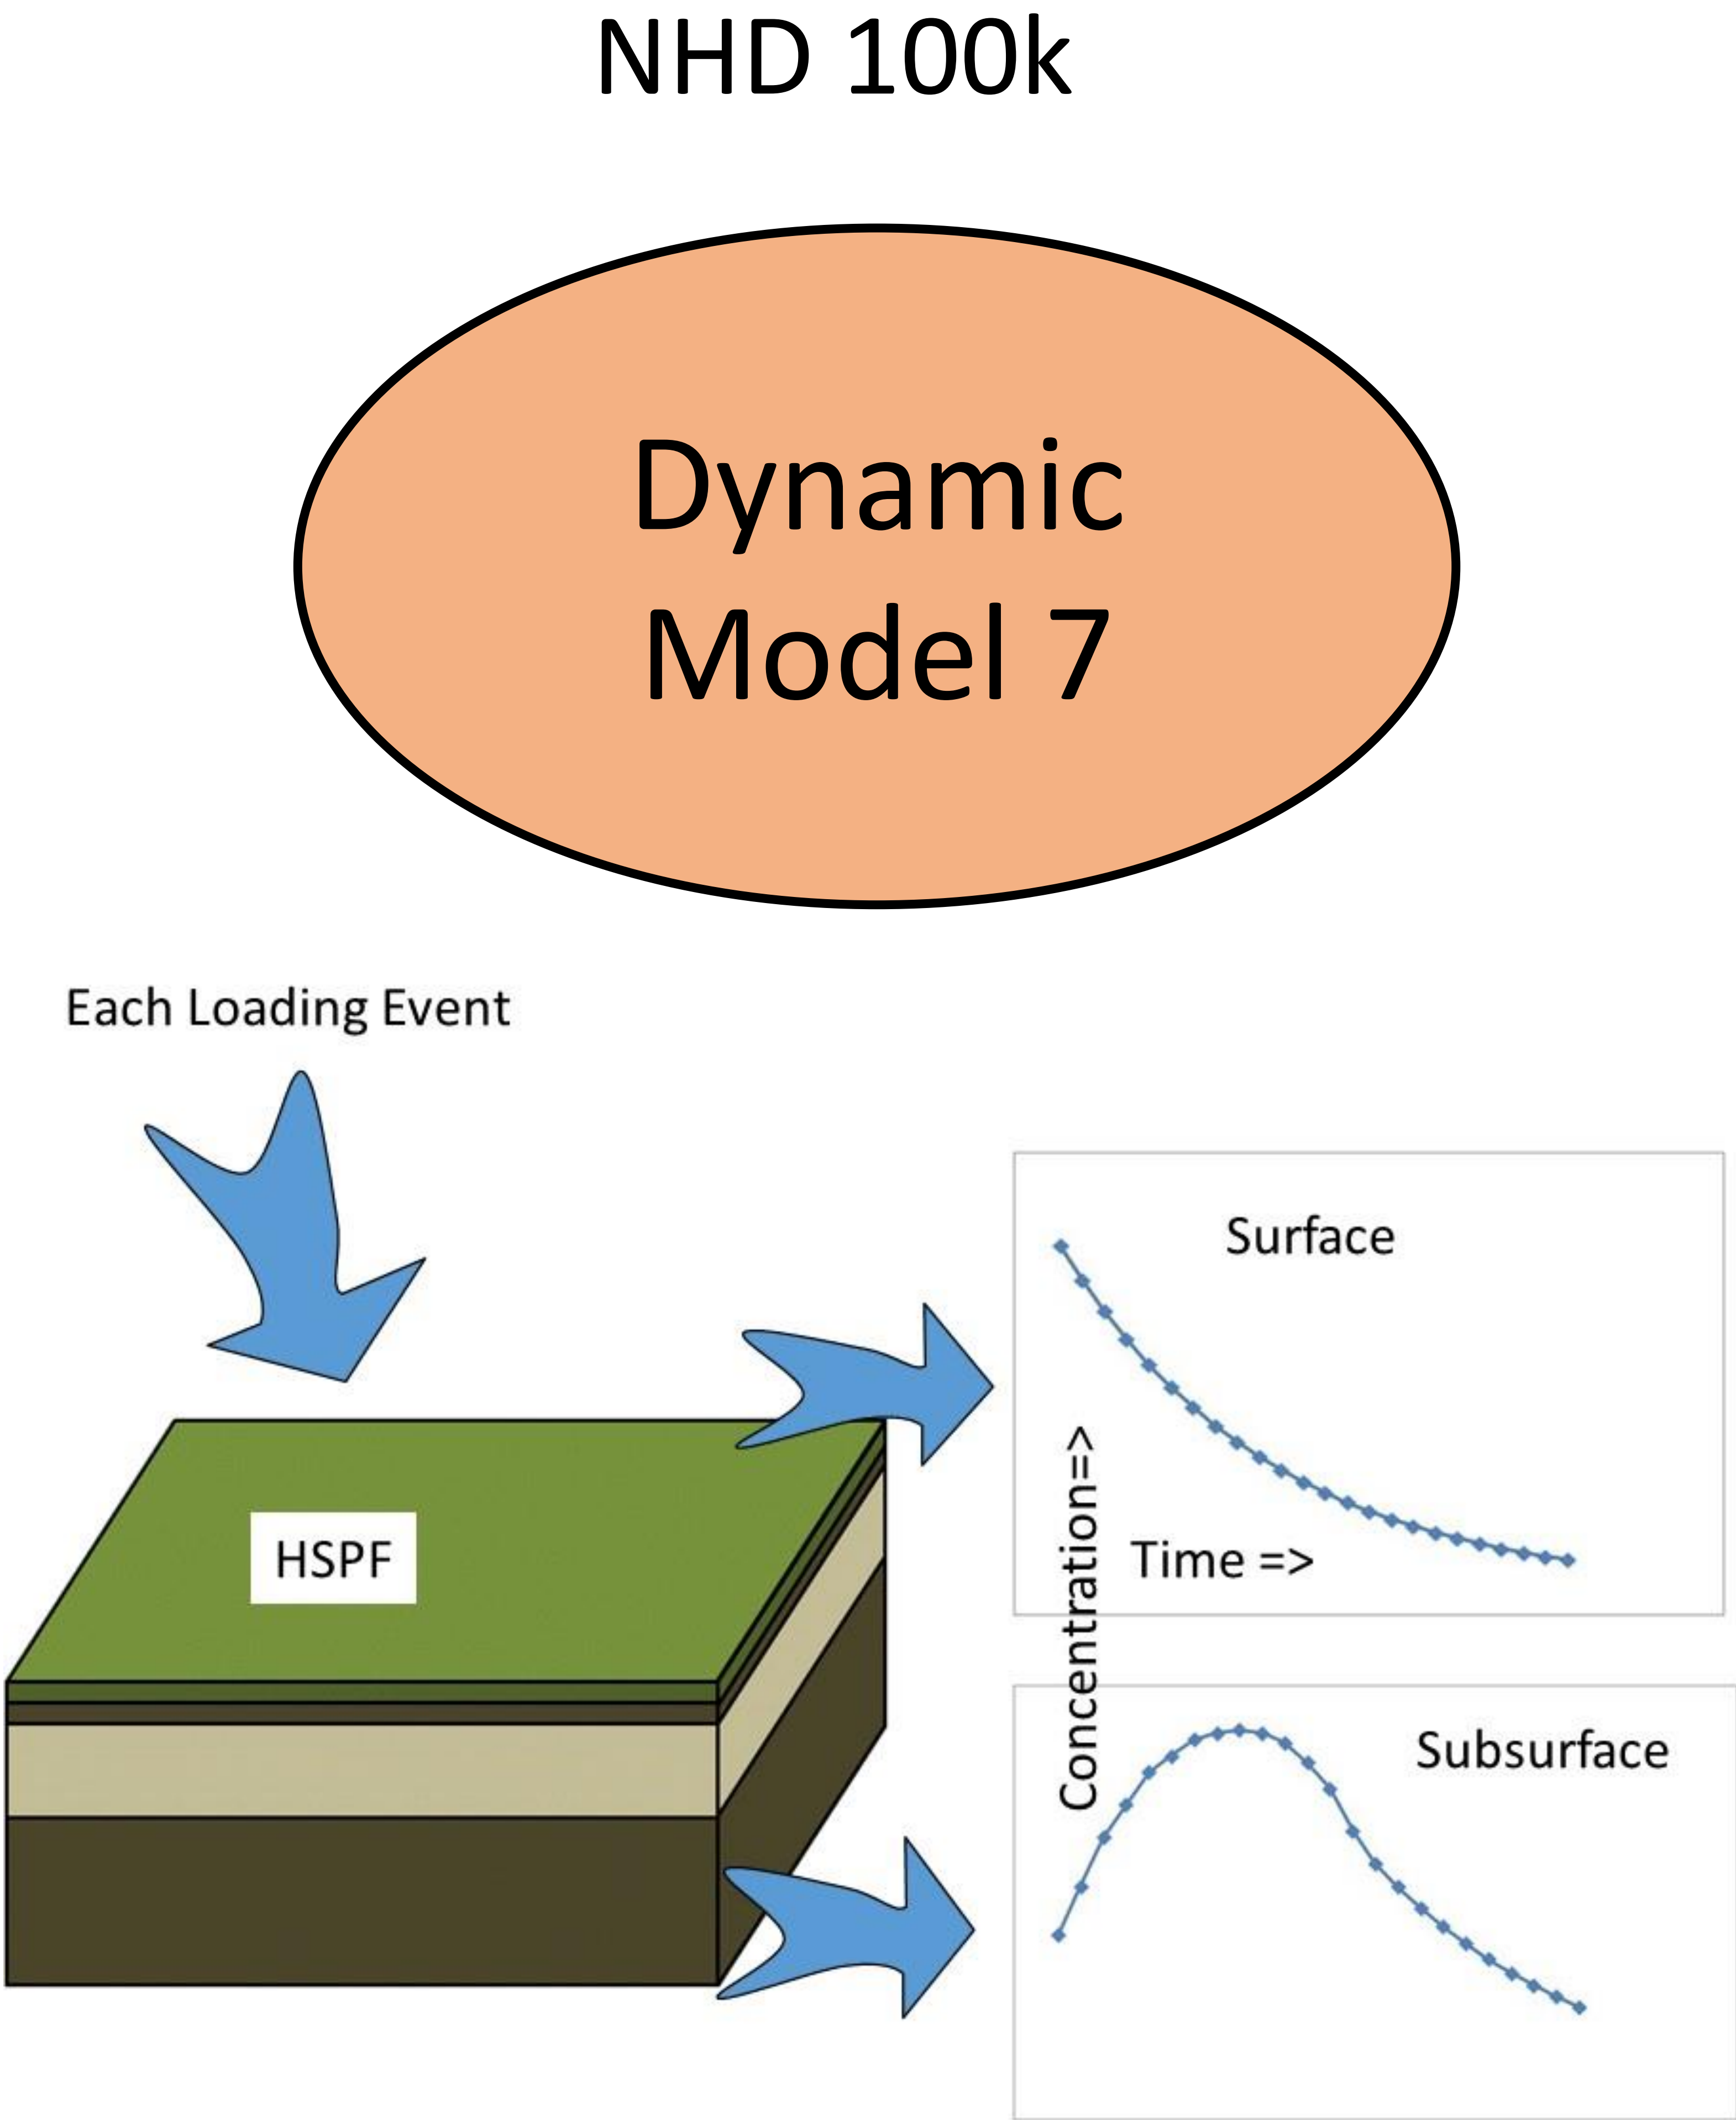 NHD 100k
Dynamic
Model 7
Each Loading Event
Surface
HSPF
Concentration=>
Time =>
Subsurface